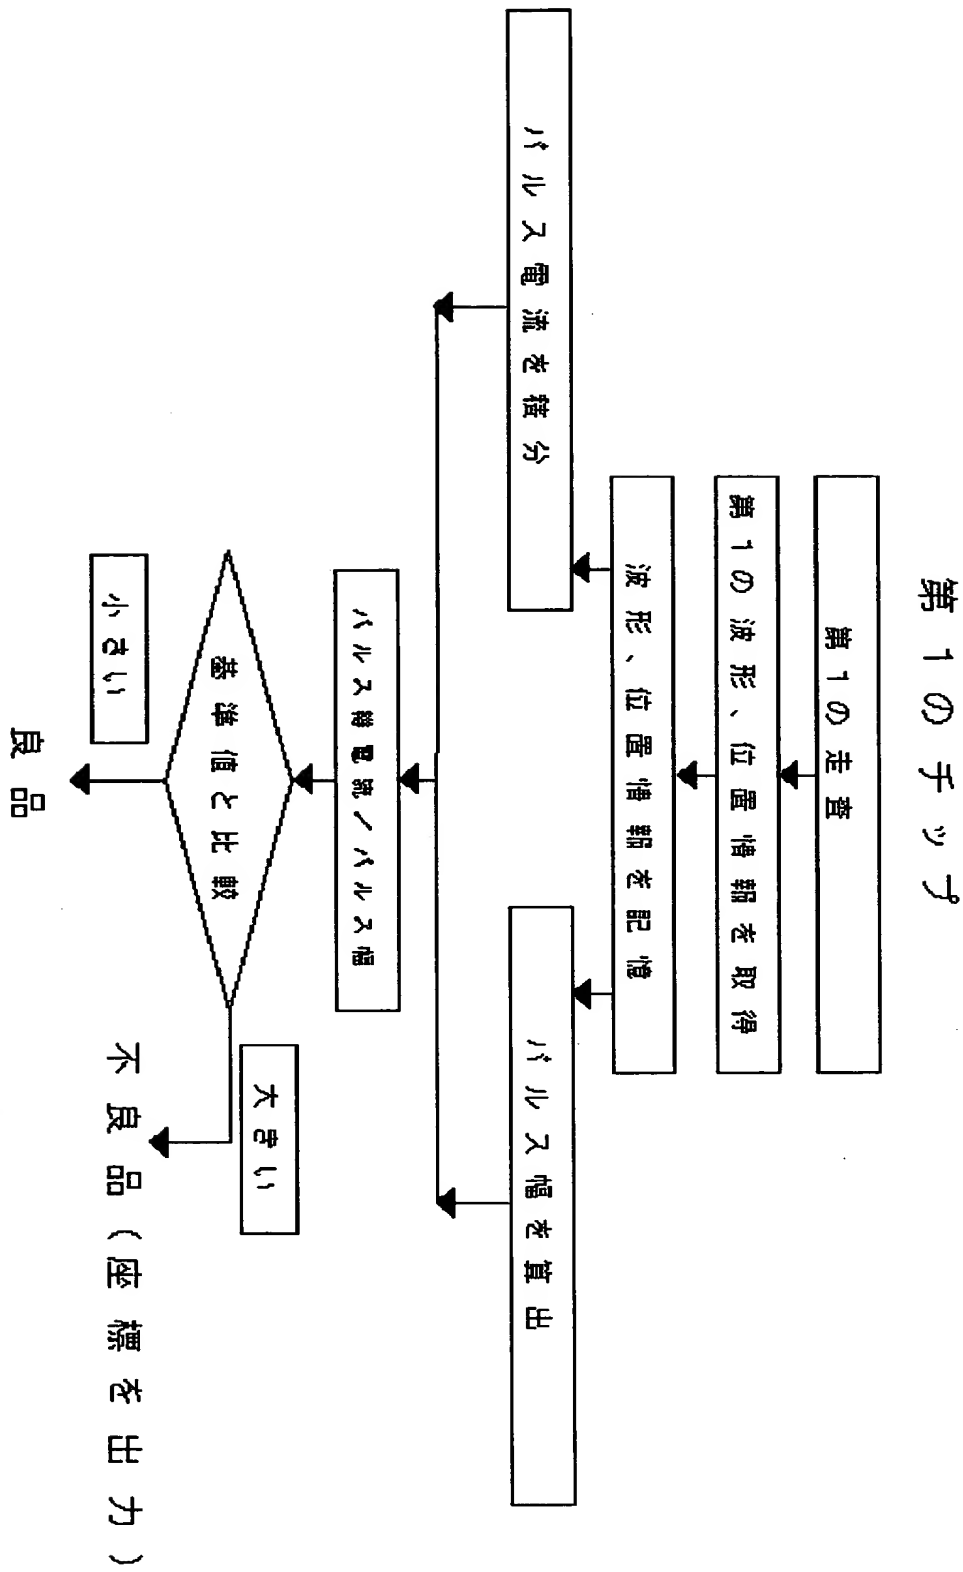 第1のチップ
第1の走査
第1の波形、位置情報を取得
波形、位置情報を記憶
パルス電流を積分
パルス幅を算出
パルス電流/パルス幅
基準値と比較
小さい
大きい
良品
不良品(座標を出力)